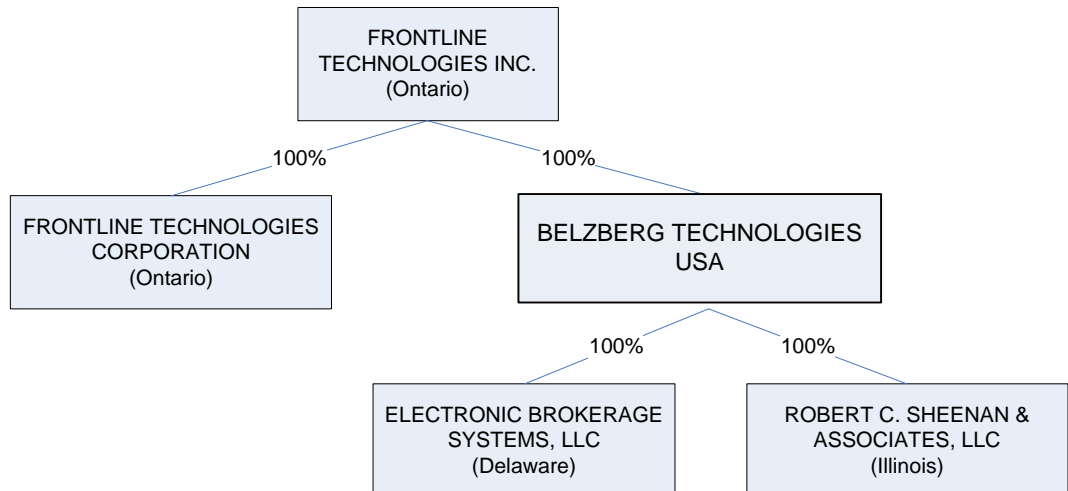 FRONTLINE
TECHNOLOGIES INC.
(Ontario)
100%
100%
FRONTLINE TECHNOLOGIES
CORPORATION
(Ontario)
BELZBERG TECHNOLOGIES
USA
100%
100%
ELECTRONIC BROKERAGE
SYSTEMS, LLC
(Delaware)
ROBERT C. SHEENAN &
ASSOCIATES, LLC
(Illinois)